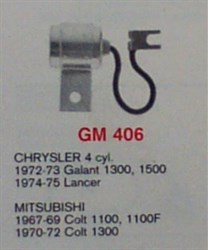 GM 406
CHRYSLER 4 cyl.
1972-73 Galant 1300, 1500
1974-75 Lancer
MITSUBISHI
1967-69 Colt 1100, 1100F
1970-72 Colt 1300